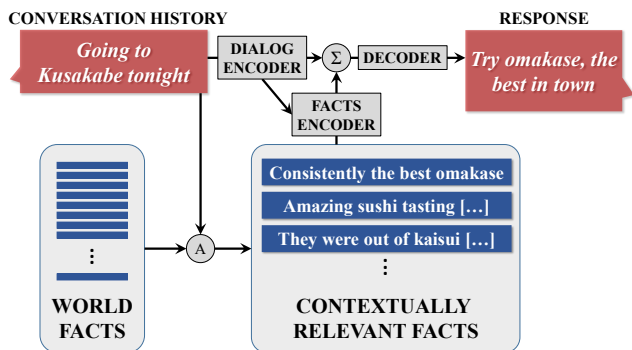 CONVERSATION HISTORY
Going to
Kusakabe tonight
DIALOG
ENCODER
Σ
DECODER
RESPONSE
Try omakase, the
best in town
FACTS
ENCODER
A
Consistently the best omakase
Amazing sushi tasting […]
They were out of kaisui […]
WORLD
FACTS
CONTEXTUALLY
RELEVANT FACTS